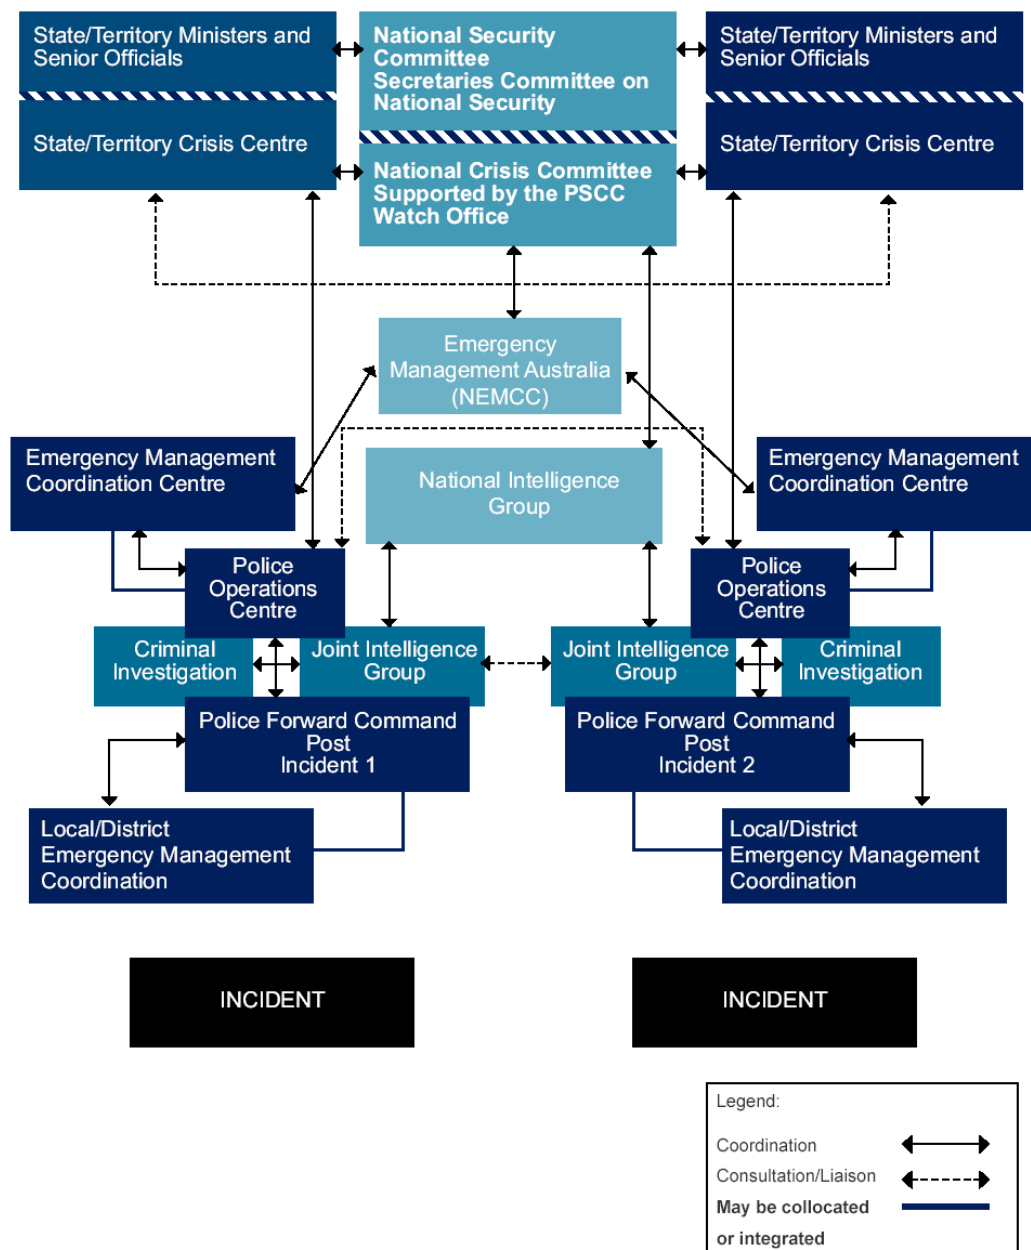 State/Territory Ministers and
Senior Officials
National Security
Committee
Secretaries Committee on
National Security
State/Territory Ministers and
Senior Officials
State/Territory Crisis Centre
National Crisis Committee
Supported by the PSCC
Watch Office
State/Territory Crisis Centre
Emergency
Management Australia
(NEMCC)
Emergency Management
Coordination Centre
National Intelligence
Group
Emergency Management
Coordination Centre
Police
Operations
Centre
Police
Operations
Centre
Criminal
Investigation
Joint Intelligence
Group
Joint Intelligence
Group
Criminal
Investigation
Police Forward Command
Post
Incident 1
Police Forward Command
Post
Incident 2
Local/District
Emergency Management
Coordination
Local/District
Emergency Management
Coordination
INCIDENT
INCIDENT
Legend:
Coordination
Consultation/Liaison
May be collocated
or integrated